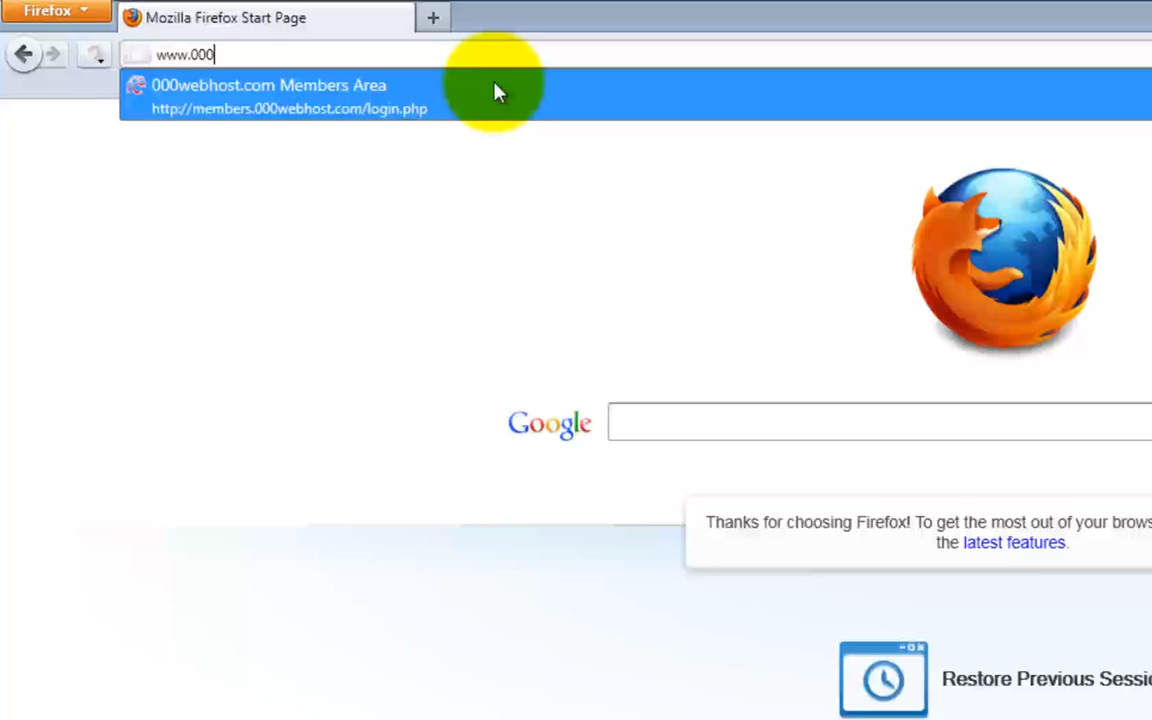 Firefox
Mozilla Firefox Start Page
www.000
000webhost.com Members Area
http://members.000webhost.com/login.php
Google
Thanks for choosing Firefox! To get the most out of your brows
the latest features.
Restore Previous Sessi